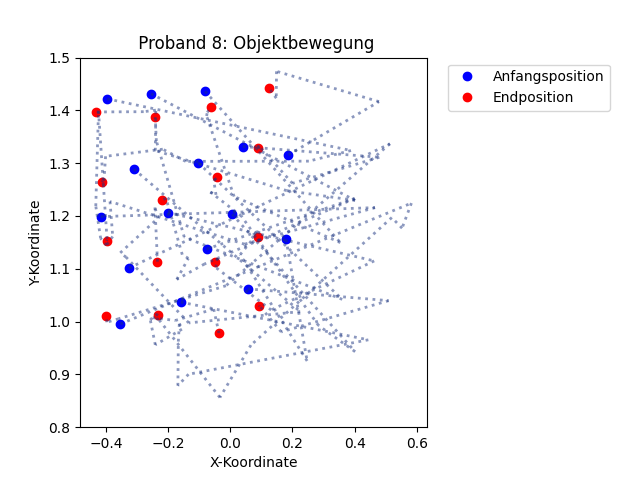 Proband 8: Objektbewegung
Anfangsposition
Endposition
1.5
1.4
1.3
1.2
1.1
1.0
0.9
0.8
Y-Koordinate
−0.4 −0.2 0.0 0.2 0.4 0.6
X-Koordinate